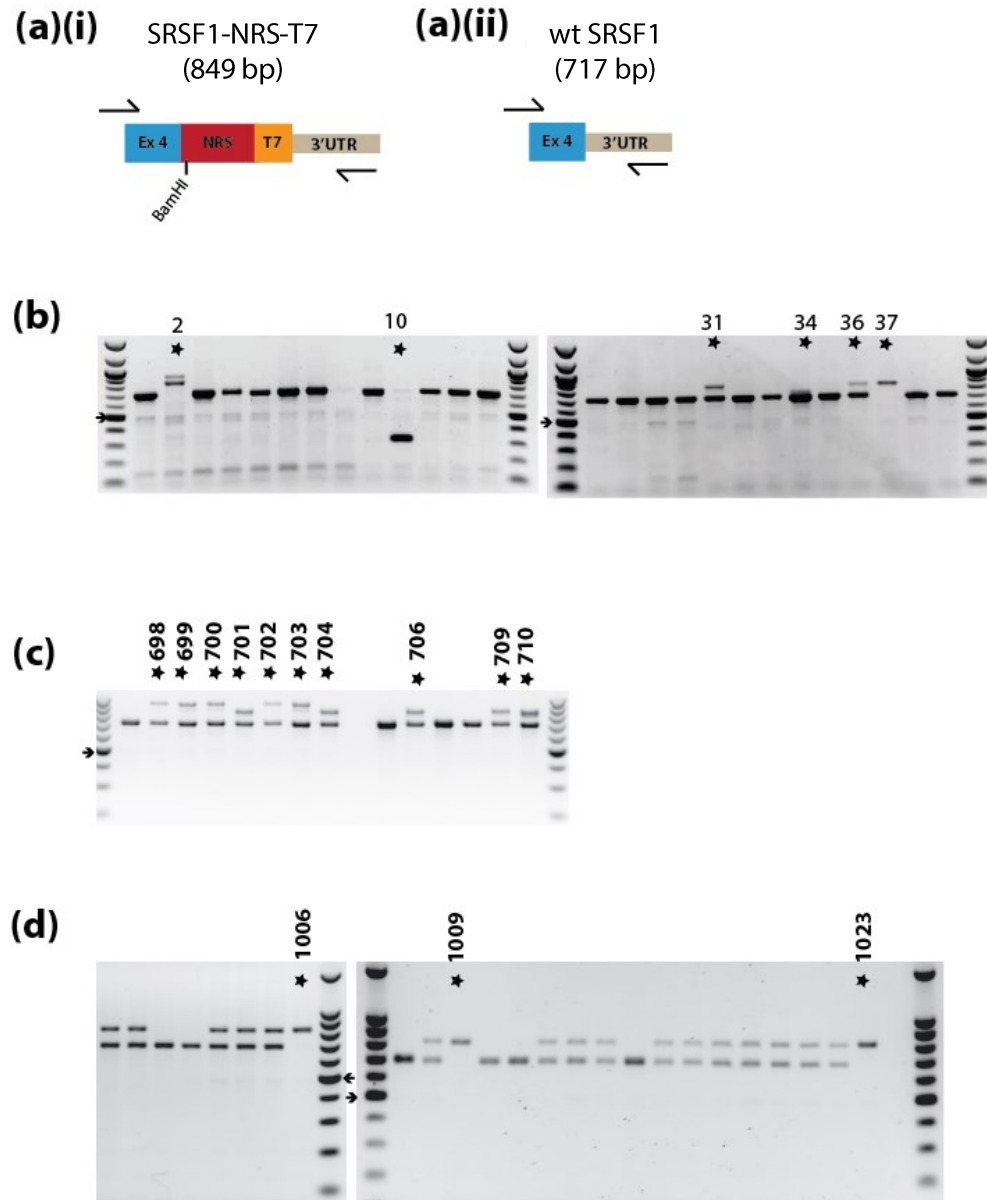 (a)(i) SRSF1-NRS-T7
(849 bp)
(a)(ii) wt SRSF1
(717 bp)
Ex 4 NRS T7 3'UTR
BamHI
Ex 4 3'UTR
(b)
2 10
31 34 36 37
(c)
698 699 700 701 702 703 704 706 709 710
(d)
1006
1009 1023